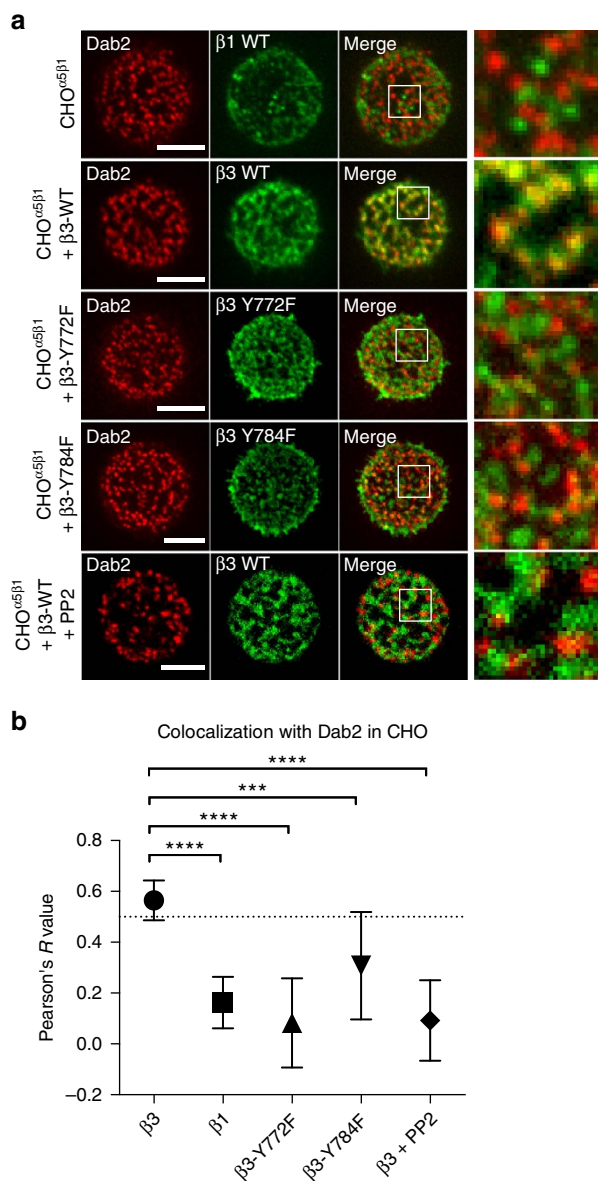 a
CHOα5β1
Dab2
β1 WT
Merge
CHOα5β1
+ β3-WT
Dab2
β3 WT
Merge
CHOα5β1
+ β3-Y772F
Dab2
β3 Y772F
Merge
CHOα5β1
+ β3-Y784F
Dab2
β3 Y784F
Merge
CHOα5β1
+ β3-WT
+ PP2
Dab2
β3 WT
Merge
b
Colocalization with Dab2 in CHO
****
***
****
****
Pearson's R value
0.8
0.6
0.4
0.2
0.0
−0.2
β3
β1
β3-Y772F
β3-Y784F
β3 + PP2